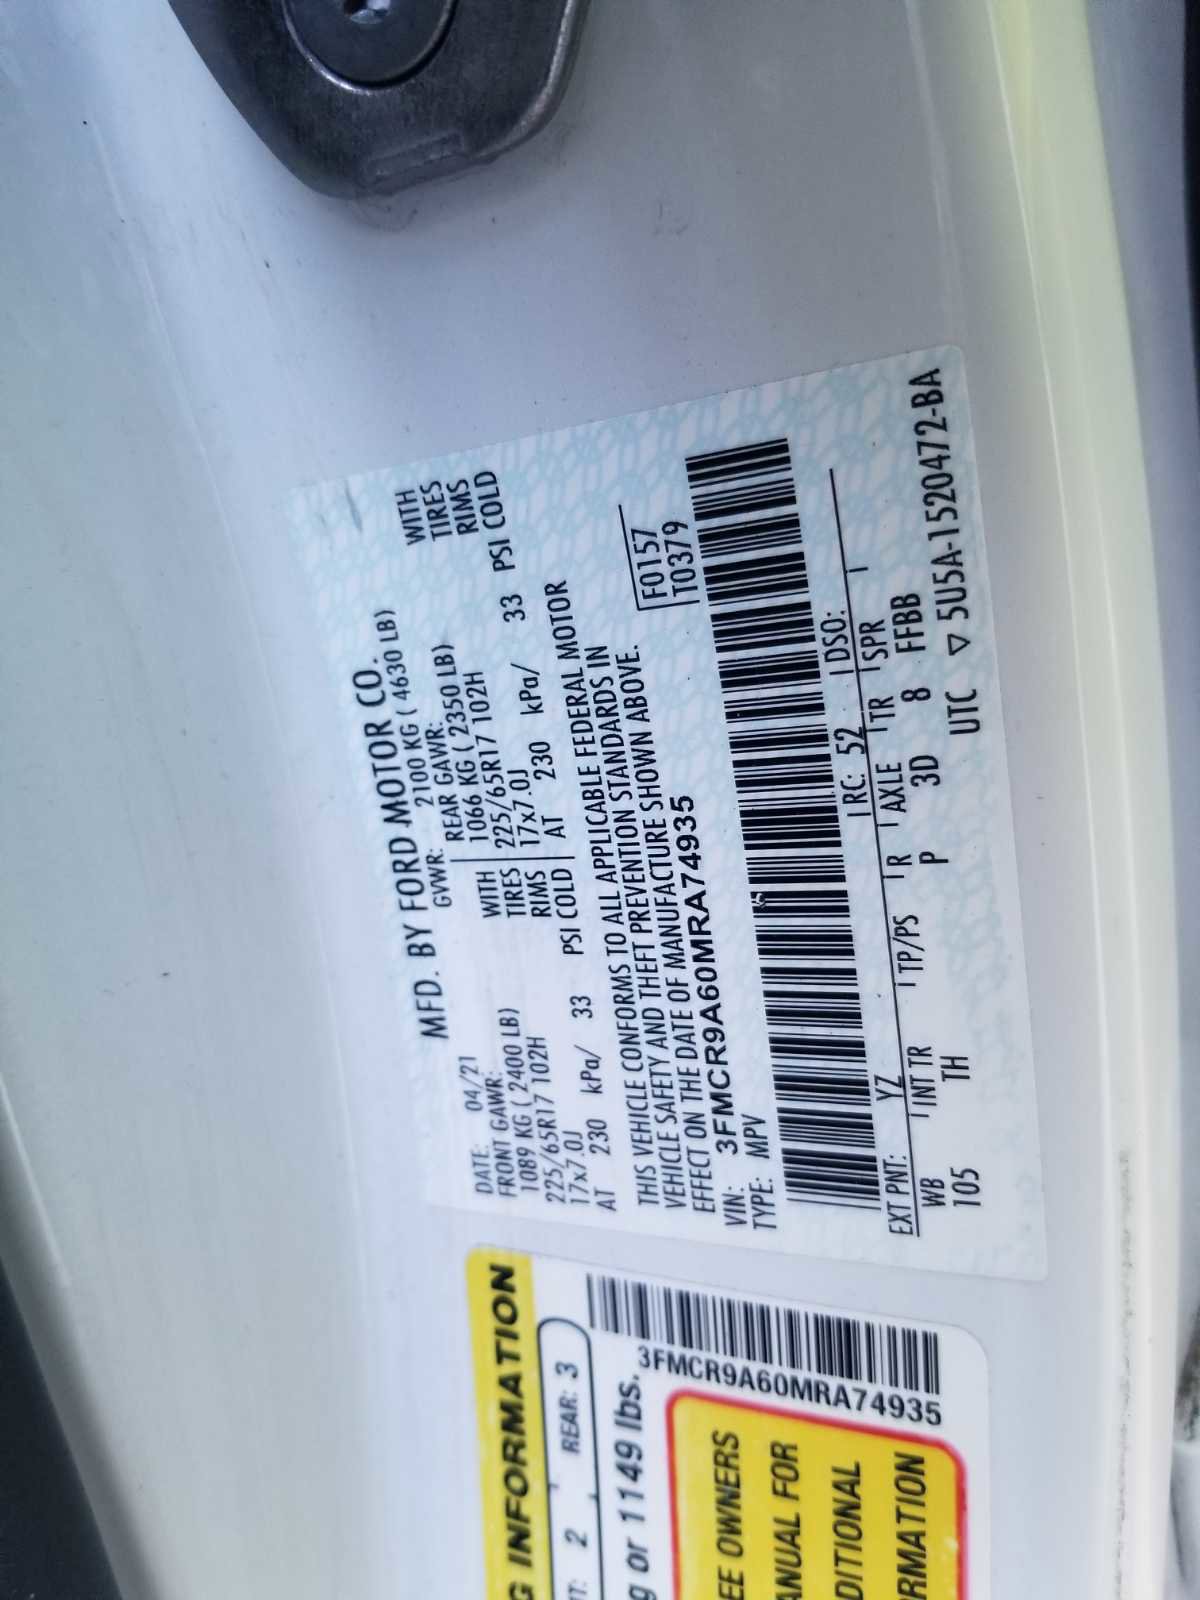 MFD. BY FORD MOTOR CO.
DATE: 04/21 GVWR: 2100 KG ( 4630 LB)
FRONT GAWR: REAR GAWR:
1089 KG ( 2400 LB) WITH 1066 KG ( 2350 LB) WITH
225/65R17 102H TIRES 225/65R17 102H TIRES
17x7.0J RIMS 17x7.0J RIMS
AT 230 kPa/ 33 PSI COLD AT 230 kPa/ 33 PSI COLD
THIS VEHICLE CONFORMS TO ALL APPLICABLE FEDERAL MOTOR
VEHICLE SAFETY AND THEFT PREVENTION STANDARDS IN
EFFECT ON THE DATE OF MANUFACTURE SHOWN ABOVE.
F0157
T0379
VIN: 3FMCR9A60MRA74935
TYPE: MPV
EXT PNT: YZ RC: 52 DSO:
WB INT TR TP/PS R AXLE TR SPR
105 TH P 3D 8 FFBB
UTC ▽ 5U5A-1520472-BA
G INFORMATION
T: 2 REAR: 3
g or 1149 lbs.
3FMCR9A60MRA74935
EE OWNERS
ANUAL FOR
DITIONAL
RMATION